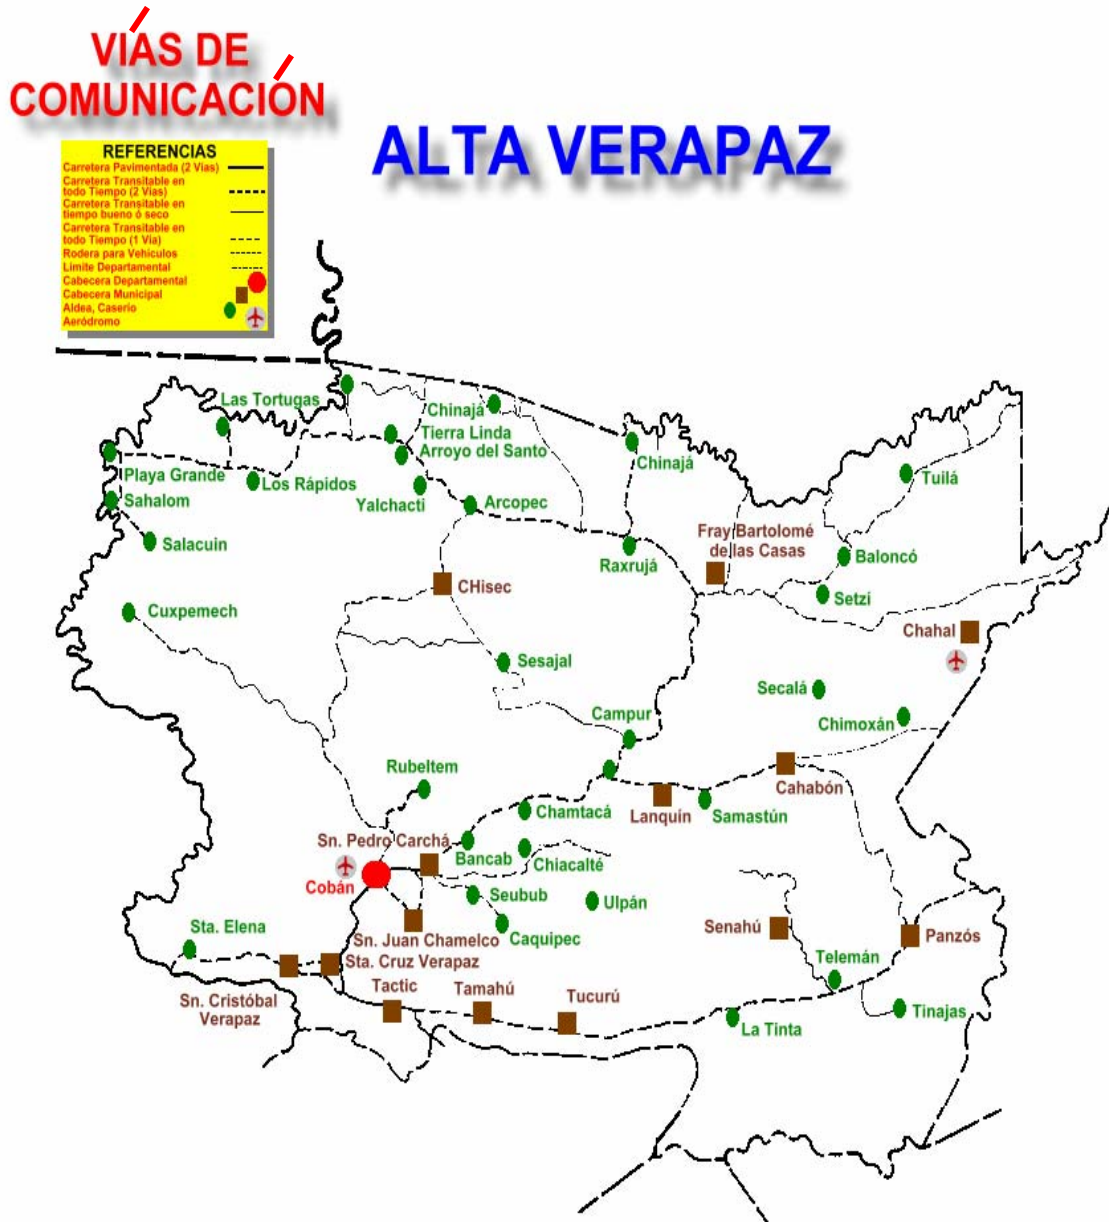 VIÁS DE
COMUNICACIÓN
ALTA VERAPAZ
REFERENCIAS
Carretera Pavimentada (2 Vias)
Carretera Transitable en
todo Tiempo (2 Vias)
Carretera Transitable en
tiempo bueno ó seco
Carretera Transitable en
todo Tiempo (1 Via)
Rodera para Vehículos
Limite Departamental
Cabecera Departamental
Cabecera Municipal
Aldea, Caserio
Aeródromo
Las Tortugas
Chinajá
Tierra Linda
Arroyo del Santo
Chinajá
Playa Grande
Los Rápidos
Yalchactí
Arcopec
Tuilá
Sahalom
Salacuin
Raxrujá
Fray Bartolomé
de las Casas
Baloncó
Setzí
CHisec
Cuxpemech
Chahal
Sesajal
Secalá
Chimoxán
Campur
Rubeltem
Cahabón
Lanquín
Samastún
Chamtacá
Sn. Pedro Carchá
Bancab
Chiacalté
Cobán
Seubub
Ulpán
Caquipec
Sn. Juan Chamelco
Sta. Elena
Sta. Cruz Verapaz
Senahú
Panzós
Telemán
Sn. Cristóbal
Verapaz
Tactic
Tamahú
Tucurú
La Tinta
Tinajas